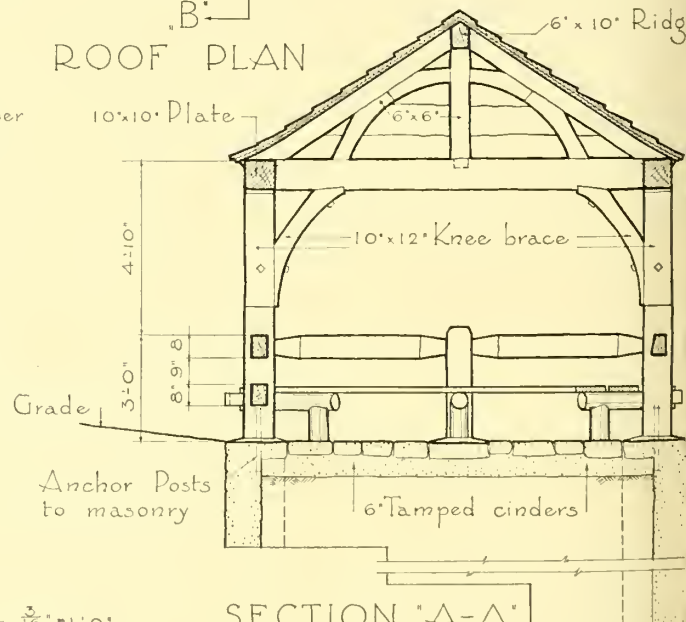 "B"
ROOF PLAN
6" x 10" Ridg
er
10"x10" Plate
6"x6"
10"x12" Knee brace
4'-10"
3'-0"
8" 9" 8
Grade
Anchor Posts
to masonry
6" Tamped cinders
SECTION "A-A"